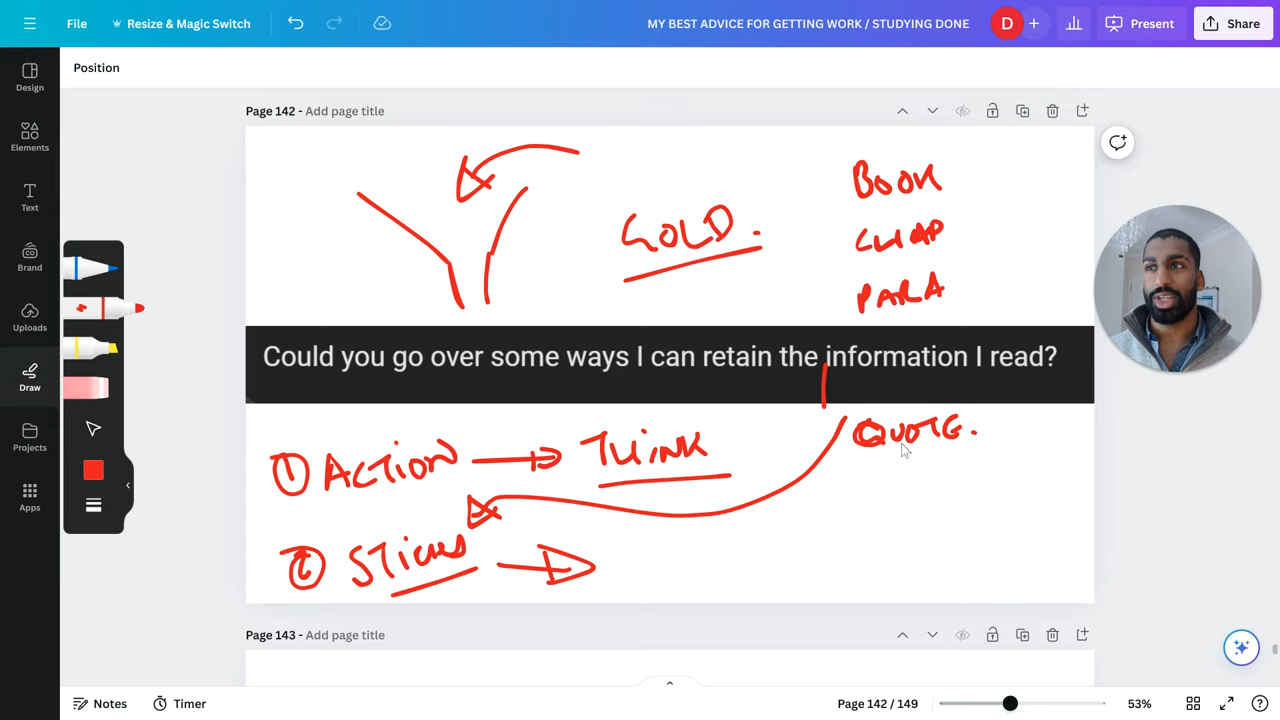 File
Resize & Magic Switch
MY BEST ADVICE FOR GETTING WORK / STUDYING DONE
D
Present
Share
Position
Design
Elements
Text
Brand
Uploads
Draw
Projects
Apps
Page 142 - Add page title
GOLD.
BOOK
CHAP
PARA
Could you go over some ways I can retain the information I read?
QUOTE.
① ACTION
THINK
② STICKS
Page 143 - Add page title
Notes
Timer
Page 142 / 149
53%